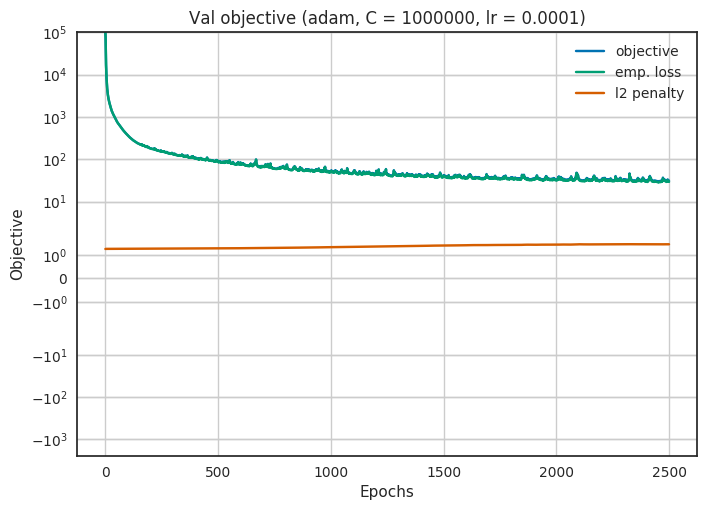 Val objective (adam, C = 1000000, lr = 0.0001)
objective
emp. loss
l2 penalty
Objective
10^5
10^4
10^3
10^2
10^1
10^0
0
−10^0
−10^1
−10^2
−10^3
0 500 1000 1500 2000 2500
Epochs